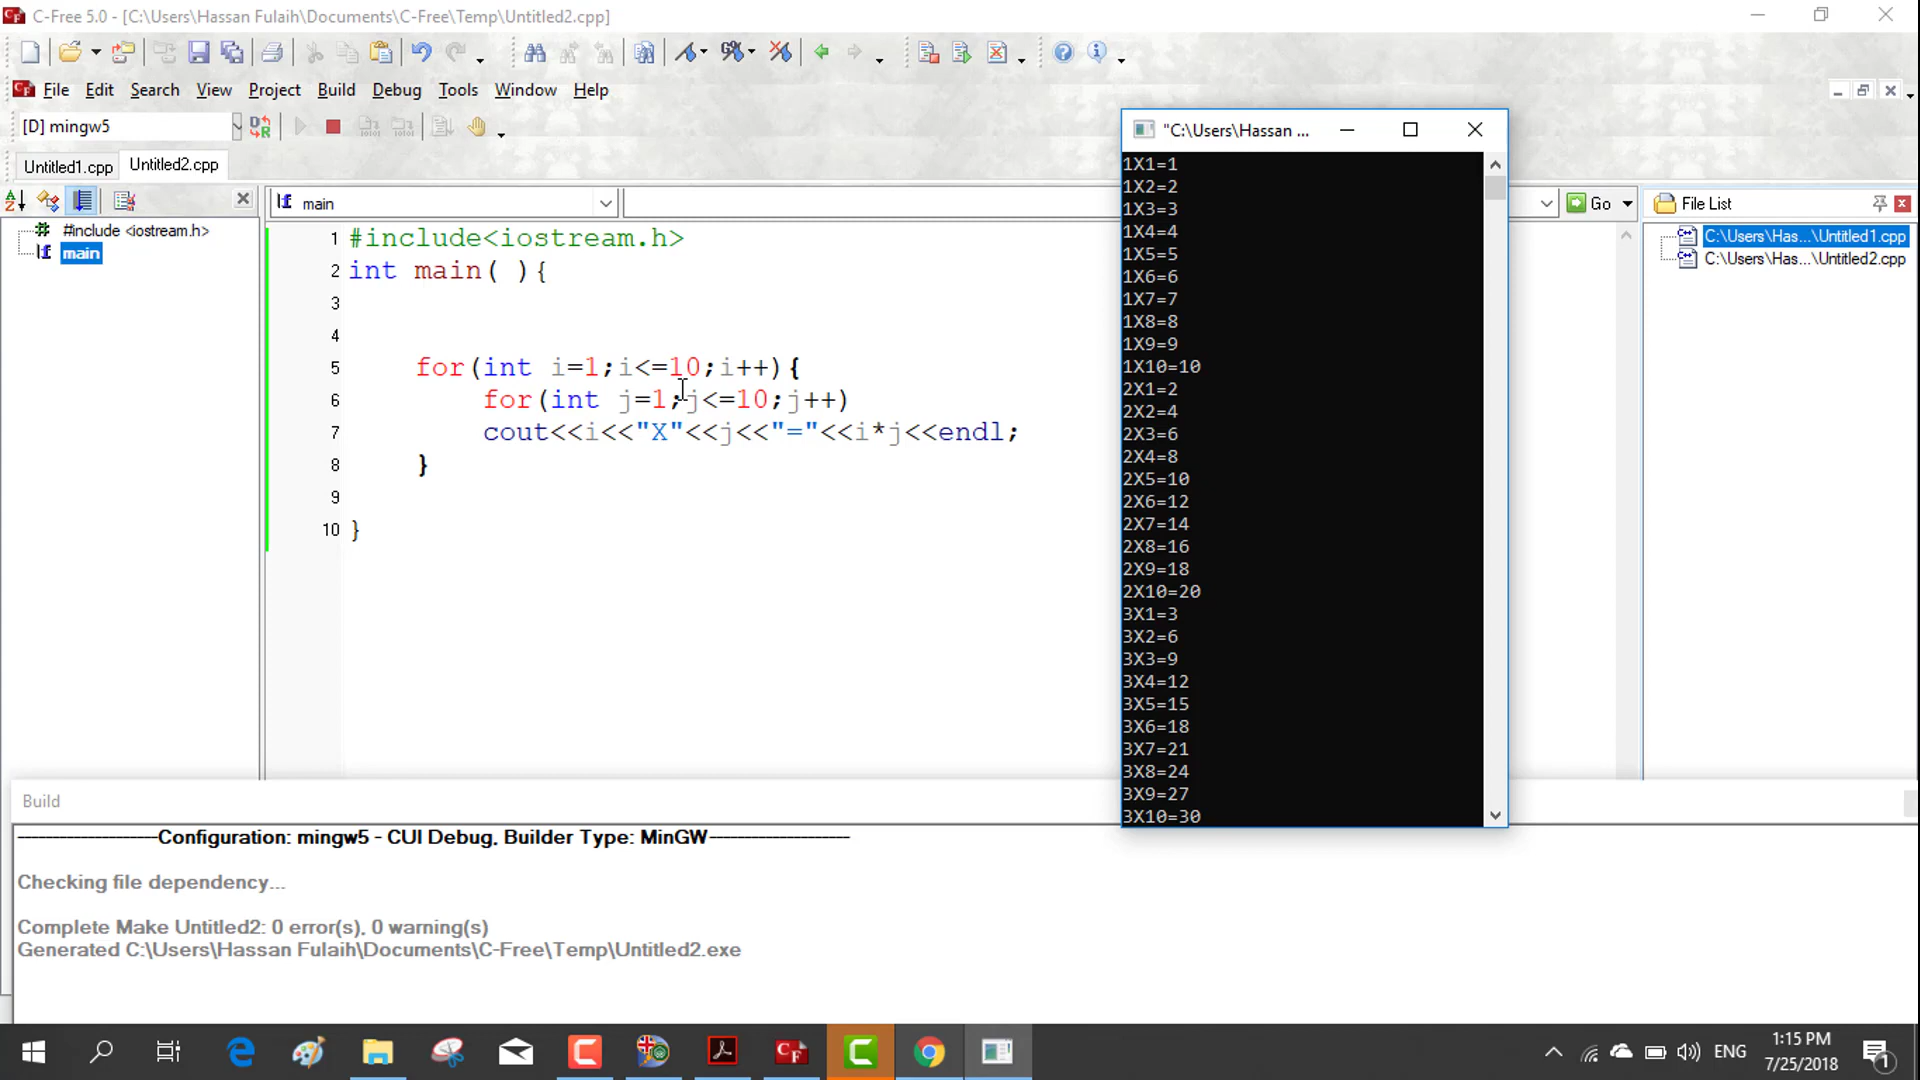 C-Free 5.0 - [C:\Users\Hassan Fulaih\Documents\C-Free\Temp\Untitled2.cpp]
File Edit Search View Project Build Debug Tools Window Help
[D] mingw5
Untitled1.cpp Untitled2.cpp
main
Go
File List
#include <iostream.h>
main
C:\Users\Has...\Untitled1.cpp
C:\Users\Has...\Untitled2.cpp
1 #include<iostream.h>
2 int main( ){
3
4
5 for(int i=1;i<=10;i++){
6 for(int j=1;j<=10;j++)
7 cout<<i<<"X"<<j<<"="<<i*j<<endl;
8 }
9
10 }
"C:\Users\Hassan ...
1X1=1
1X2=2
1X3=3
1X4=4
1X5=5
1X6=6
1X7=7
1X8=8
1X9=9
1X10=10
2X1=2
2X2=4
2X3=6
2X4=8
2X5=10
2X6=12
2X7=14
2X8=16
2X9=18
2X10=20
3X1=3
3X2=6
3X3=9
3X4=12
3X5=15
3X6=18
3X7=21
3X8=24
3X9=27
3X10=30
Build
--------------------Configuration: mingw5 - CUI Debug, Builder Type: MinGW--------------------
Checking file dependency...
Complete Make Untitled2: 0 error(s), 0 warning(s)
Generated C:\Users\Hassan Fulaih\Documents\C-Free\Temp\Untitled2.exe
ENG
1:15 PM
7/25/2018
1